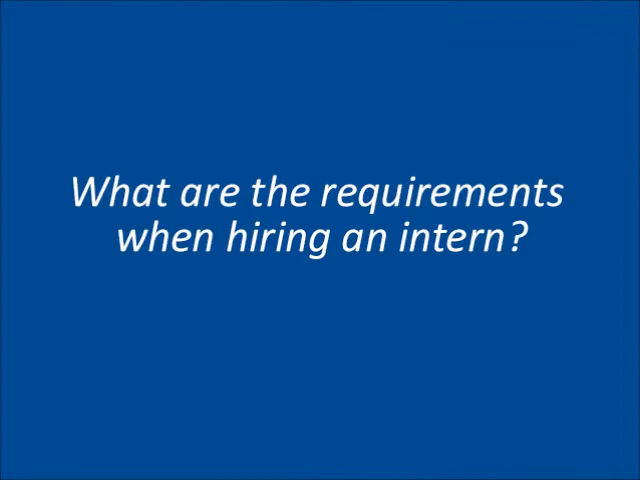 What are the requirements
when hiring an intern?